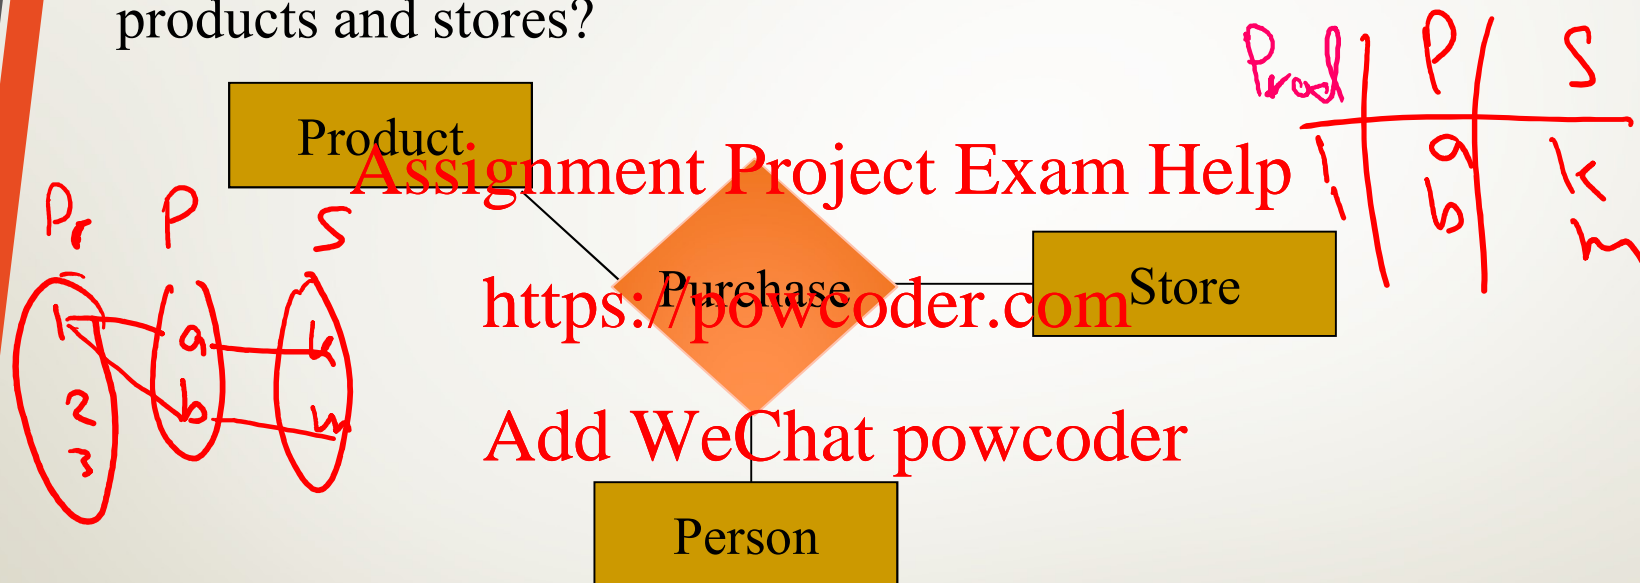 products and stores?
Prod P S
Product
Assignment Project Exam Help
1 a k
1 b m
Pr P S
Store
Purchase
https://powcoder.com
1 a k
2 b m
3
Add WeChat powcoder
Person